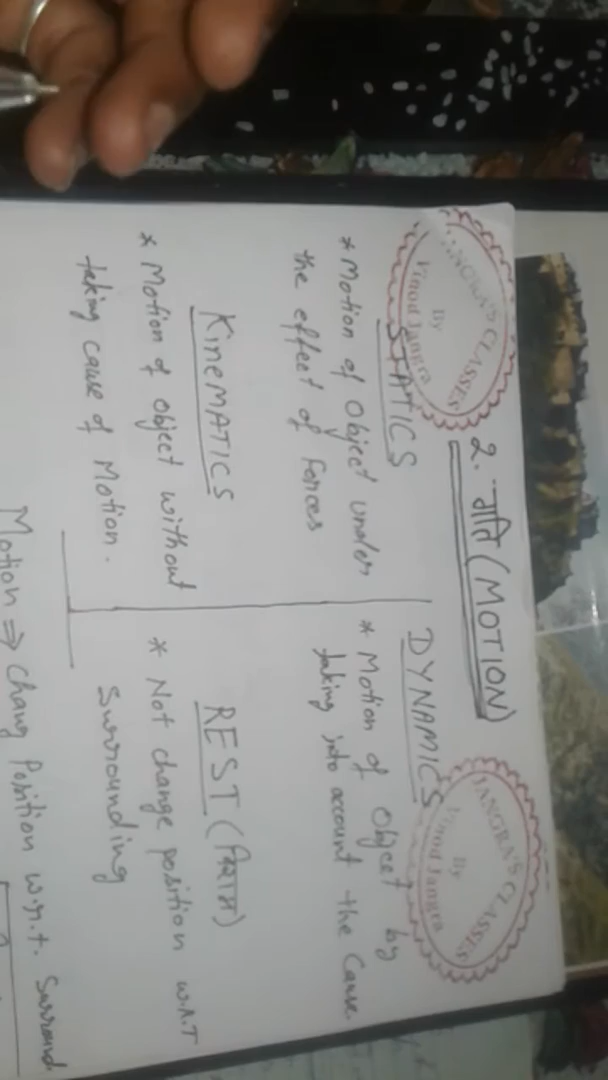 2. गति (MOTION)
JANGRA'S CLASSES
By
Vinod Jangra
STATICS
* Motion of Object under
the effect of Forces
KINEMATICS
* Motion of Object without
taking cause of Motion.
JANGRA'S CLASSES
By
Vinod Jangra
DYNAMICS
* Motion of Object by
taking into account the Cause.
REST (विराम)
* Not change position w.r.T
Surrounding
Motion ⇒ Chang Position w.r.t. Surround